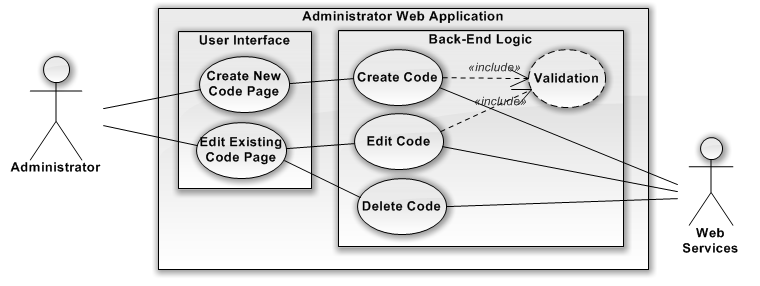 Administrator Web Application
User Interface
Back-End Logic
Create New
Code Page
Create Code
«include»
Validation
«include»
Edit Existing
Code Page
Edit Code
Delete Code
Administrator
Web
Services